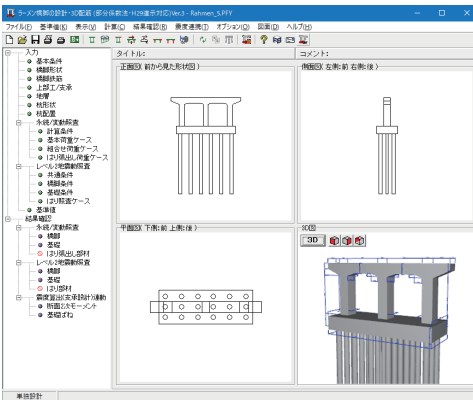 ラーメン橋脚の設計・3D配筋 (部分係数法・H29道示対応)Ver.3 - Rahmen_S.PFY
ファイル(F) 基準値(K) 表示(V) 計算(C) 結果確認(R) 震度連携(T) オプション(O) 図面(D) ヘルプ(H)
タイトル:
コメント:
入力
基本条件
橋脚形状
橋脚鉄筋
上部工/支承
地層
杭形状
杭配置
永続/変動照査
計算条件
基本荷重ケース
組合せ荷重ケース
はり張出し荷重ケース
レベル2地震動照査
共通条件
橋脚条件
基礎条件
はり照査ケース
基準値
結果確認
永続/変動照査
橋脚
基礎
はり張出し部材
レベル2地震動照査
橋脚
基礎
はり部材
震度算出(支承設計)連動
断面2次モーメント
基礎ばね
正面図( 前から見た形状図 )
側面図( 左側:前 右側:後 )
平面図( 下側:前 上側:後 )
3D図
3D
単独設計